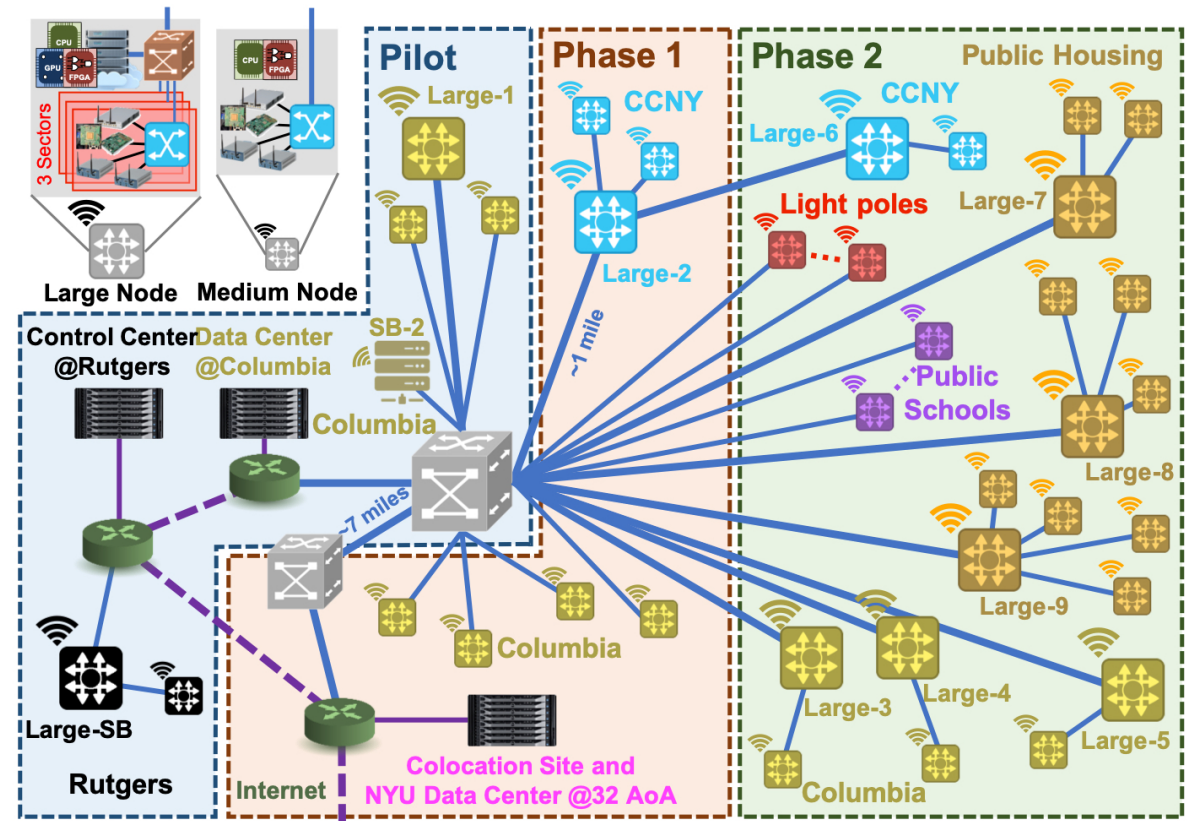 CPU
GPU
FPGA
3 Sectors
Large Node
CPU
FPGA
Medium Node
Pilot
Large-1
SB-2
Columbia
Control Center
@Rutgers
Data Center
@Columbia
~7 miles
Large-SB
Rutgers
Phase 1
CCNY
Large-2
~1 mile
Columbia
Internet
Colocation Site and
NYU Data Center @32 AoA
Phase 2
Public Housing
CCNY
Large-6
Large-7
Light poles
Public
Schools
Large-8
Large-9
Large-3
Large-4
Large-5
Columbia